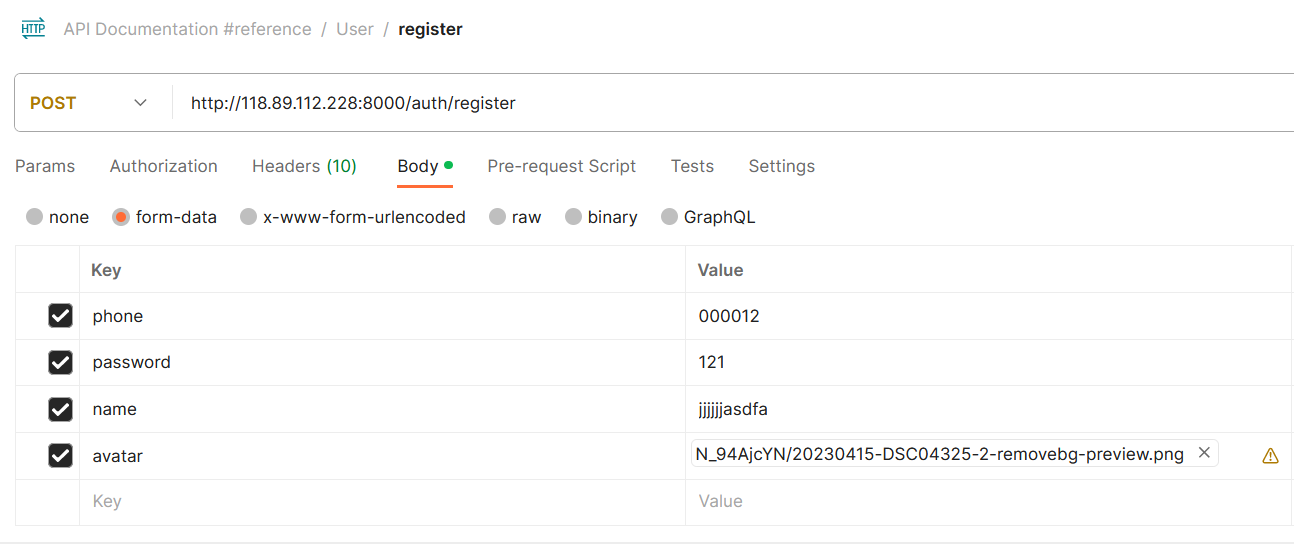 HTTP API Documentation #reference / User / register
POST http://118.89.112.228:8000/auth/register
Params Authorization Headers (10) Body Pre-request Script Tests Settings
none form-data x-www-form-urlencoded raw binary GraphQL
Key Value
phone 000012
password 121
name jjjjjjasdfa
avatar N_94AjcYN/20230415-DSC04325-2-removebg-preview.png
Key Value